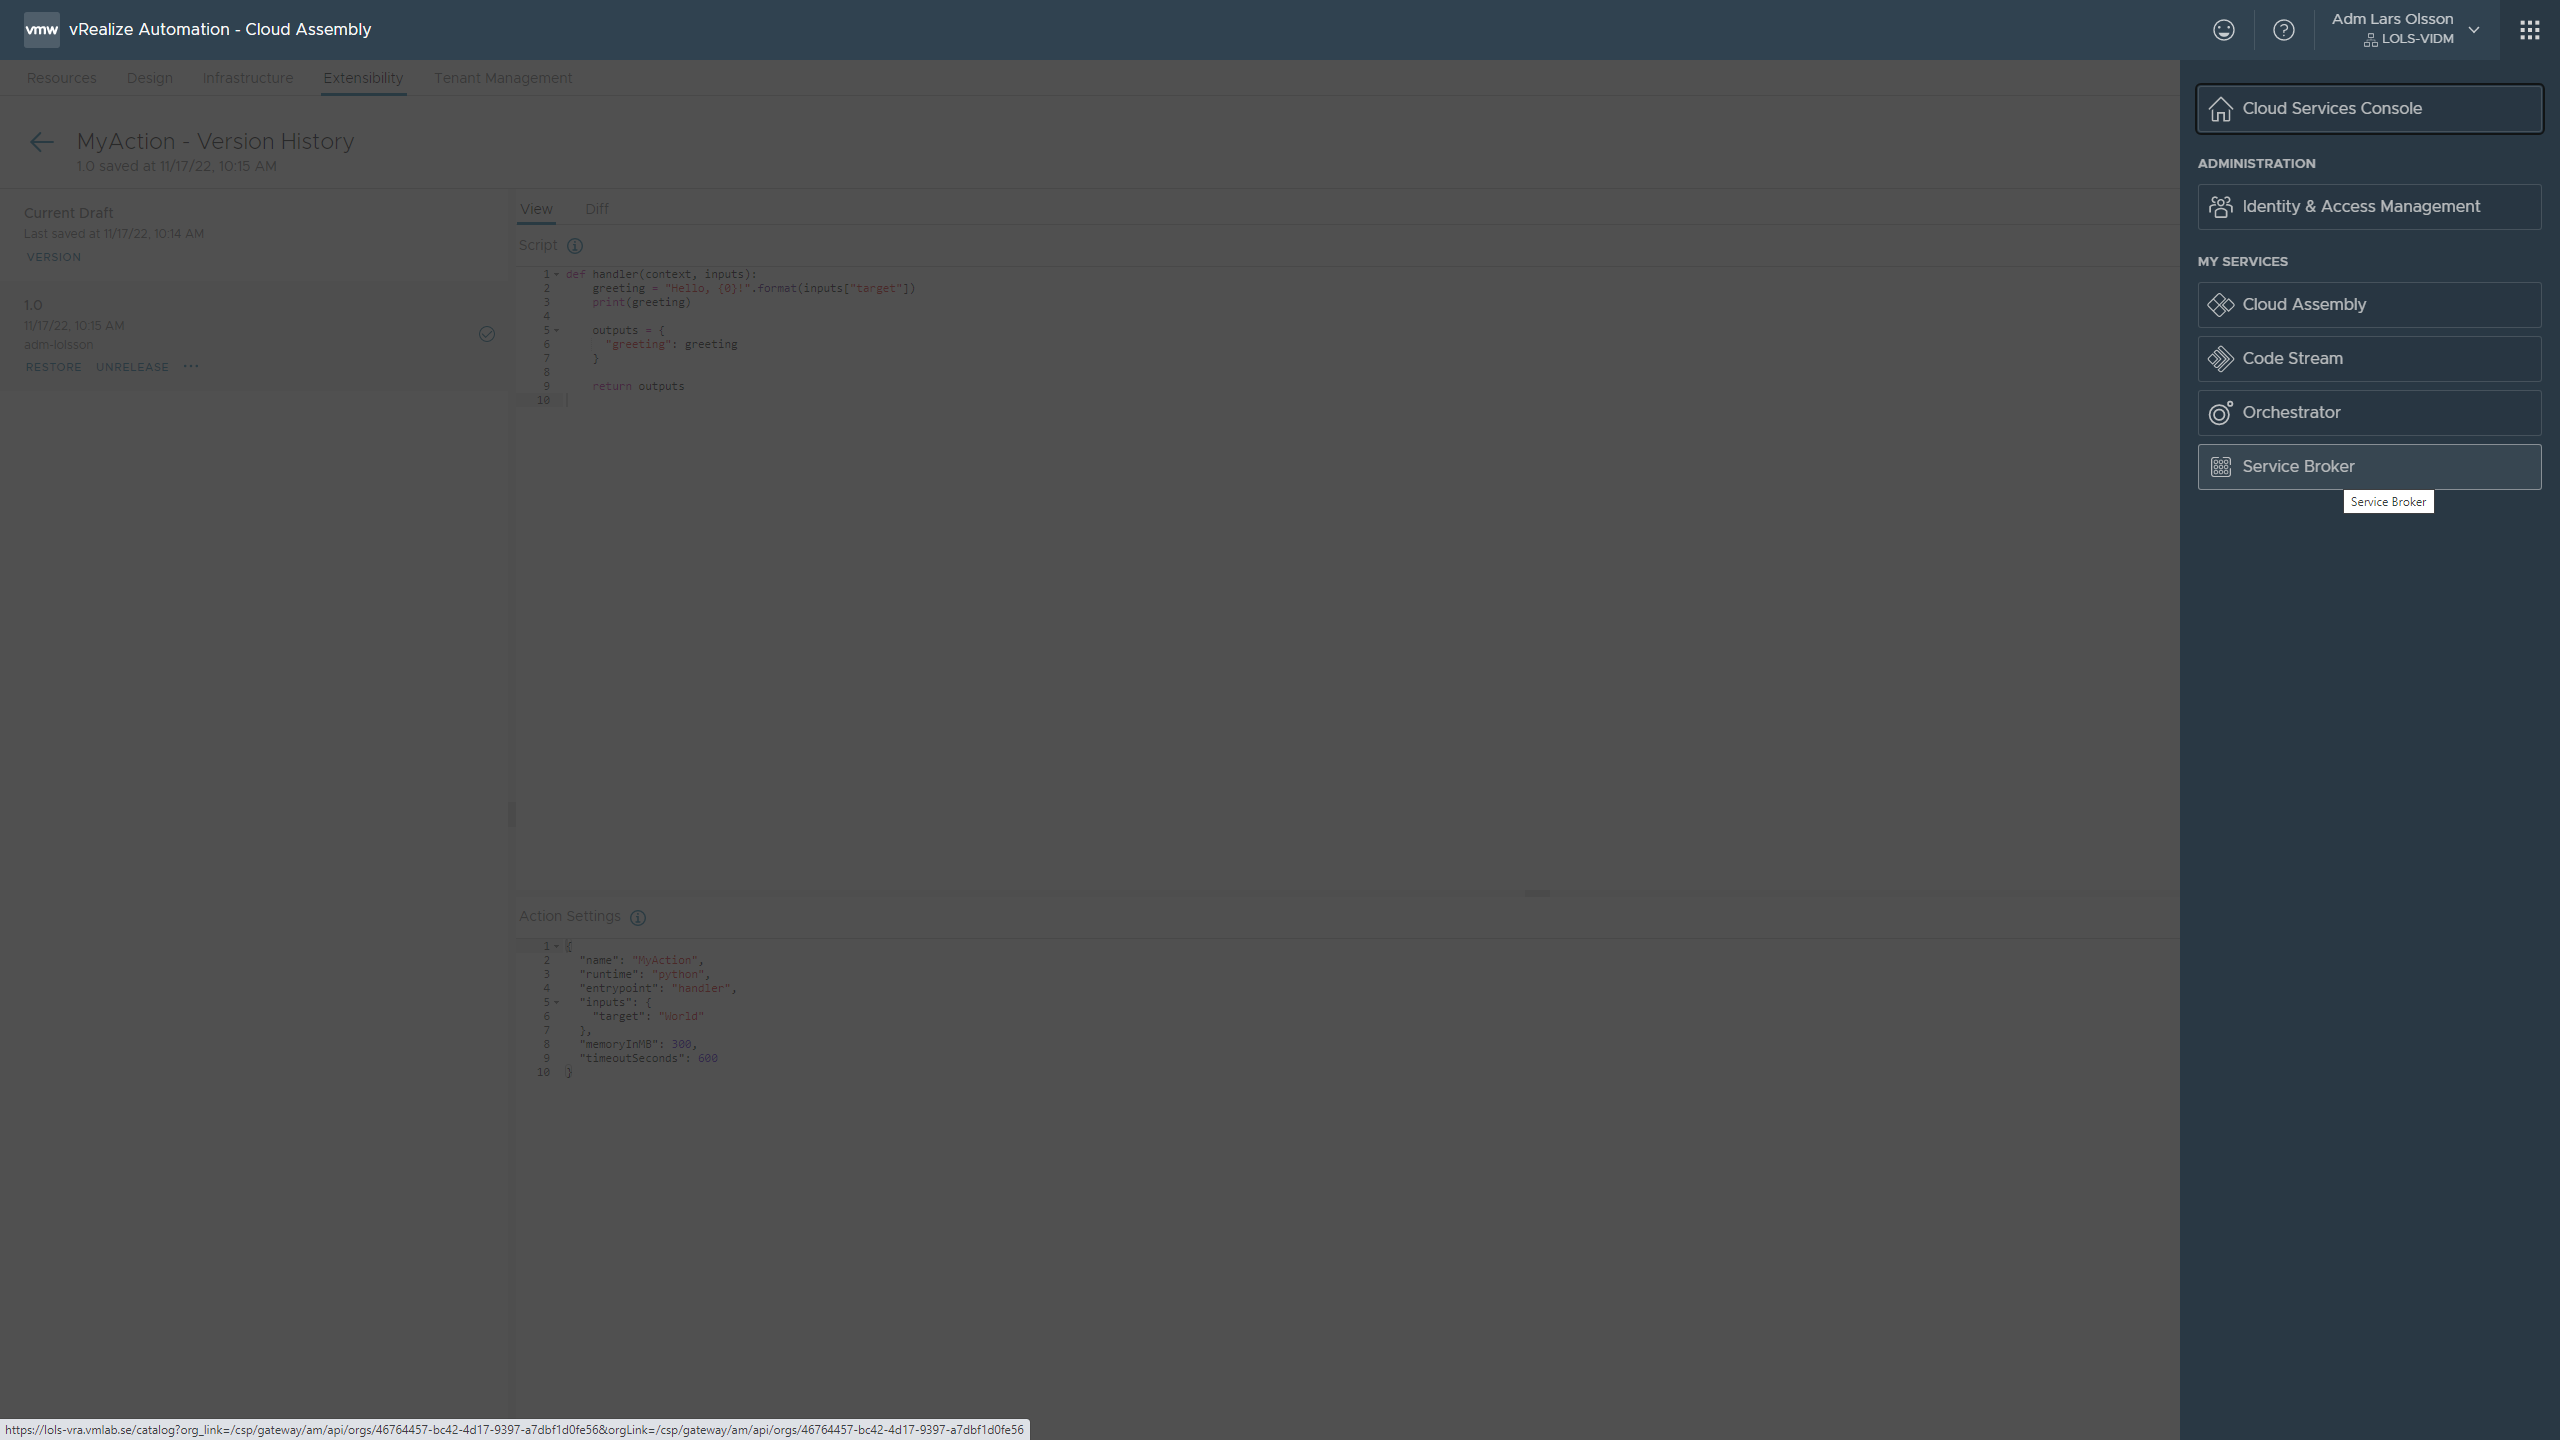 vmw vRealize Automation - Cloud Assembly
Adm Lars Olsson
LOLS-VIDM
Resources Design Infrastructure Extensibility Tenant Management
MyAction - Version History
1.0 saved at 11/17/22, 10:15 AM
Current Draft
Last saved at 11/17/22, 10:14 AM
VERSION
1.0
11/17/22, 10:15 AM
adm-lolsson
RESTORE UNRELEASE ...
View Diff
Script
1 def handler(context, inputs):
2 greeting = "Hello, {0}!".format(inputs["target"])
3 print(greeting)
4
5 outputs = {
6 "greeting": greeting
7 }
8
9 return outputs
10
Action Settings
1 {
2 "name": "MyAction",
3 "runtime": "python",
4 "entrypoint": "handler",
5 "inputs": {
6 "target": "World"
7 },
8 "memoryInMB": 300,
9 "timeoutSeconds": 600
10 }
Cloud Services Console
ADMINISTRATION
Identity & Access Management
MY SERVICES
Cloud Assembly
Code Stream
Orchestrator
Service Broker
Service Broker
https://lols-vra.vmlab.se/catalog?org_link=/csp/gateway/am/api/orgs/46764457-bc42-4d17-9397-a7dbf1d0fe56&orgLink=/csp/gateway/am/api/orgs/46764457-bc42-4d17-9397-a7dbf1d0fe56